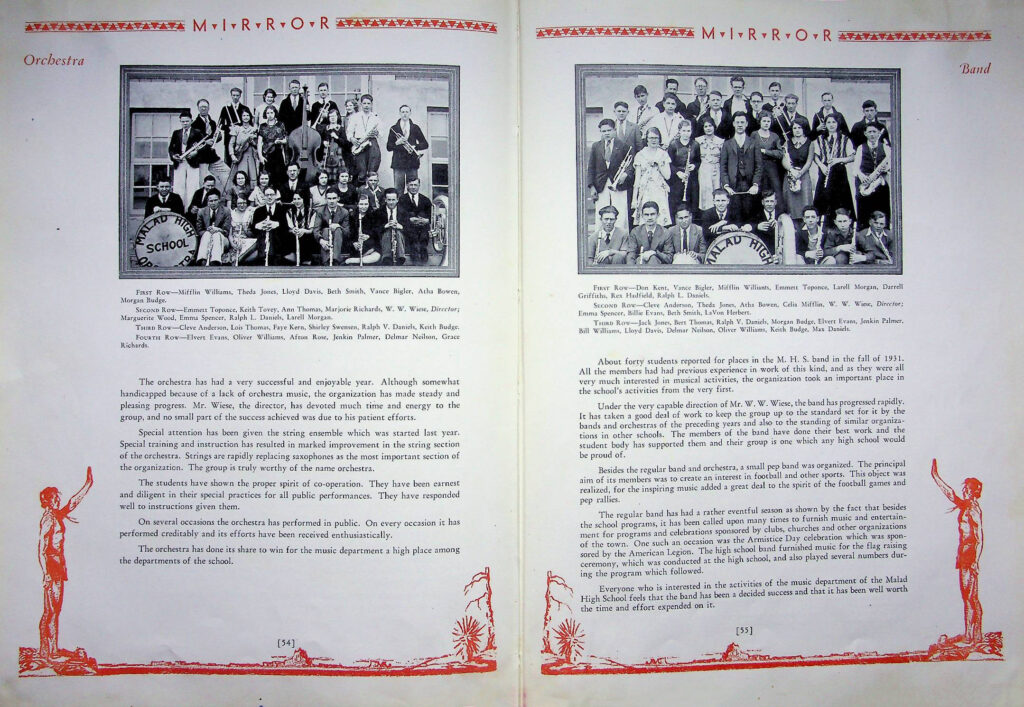 M·I·R·R·O·R
Orchestra
MALAD HIGH
SCHOOL
FIRST ROW—Mifflin Williams, Theda Jones, Lloyd Davis, Beth Smith, Vance Bigler, Atha Bowen,
Morgan Budge.
SECOND ROW—Emmett Toponce, Keith Tovey, Ann Thomas, Marjorie Richards, W. W. Wiese, Director;
Marguerite Wood, Emma Spencer, Ralph L. Daniels, Larell Morgan.
THIRD ROW—Cleve Anderson, Lois Thomas, Faye Kern, Shirley Swensen, Ralph V. Daniels, Keith Budge.
FOURTH ROW—Elvert Evans, Oliver Williams, Afton Rose, Jenkin Palmer, Delmar Neilson, Grace
Richards.
The orchestra has had a very successful and enjoyable year. Although somewhat
handicapped because of a lack of orchestra music, the organization has made steady and
pleasing progress. Mr. Wiese, the director, has devoted much time and energy to the
group, and no small part of the success achieved was due to his patient efforts.
Special attention has been given the string ensemble which was started last year.
Special training and instruction has resulted in marked improvement in the string section
of the orchestra. Strings are rapidly replacing saxophones as the most important section of
the organization. The group is truly worthy of the name orchestra.
The students have shown the proper spirit of co-operation. They have been earnest
and diligent in their special practices for all public performances. They have responded
well to instructions given them.
On several occasions the orchestra has performed in public. On every occasion it has
performed creditably and its efforts have been received enthusiastically.
The orchestra has done its share to win for the music department a high place among
the departments of the school.
[54]
M·I·R·R·O·R
Band
MALAD HIGH
FIRST ROW—Don Kent, Vance Bigler, Mifflin Williams, Emmett Toponce, Larell Morgan, Darrell
Griffiths, Rex Hadfield, Ralph L. Daniels.
SECOND ROW—Cleve Anderson, Theda Jones, Atha Bowen, Celia Mifflin, W. W. Wiese, Director;
Emma Spencer, Billie Evans, Beth Smith, LaVon Herbert.
THIRD ROW—Jack Jones, Bert Thomas, Ralph V. Daniels, Morgan Budge, Elvert Evans, Jenkin Palmer,
Bill Williams, Lloyd Davis, Delmar Neilson, Oliver Williams, Keith Budge, Max Daniels.
About forty students reported for places in the M. H. S. band in the fall of 1931.
All the members had had previous experience in work of this kind, and as they were all
very much interested in musical activities, the organization took an important place in
the school's activities from the very first.
Under the very capable direction of Mr. W. W. Wiese, the band has progressed rapidly.
It has taken a good deal of work to keep the group up to the standard set for it by the
bands and orchestras of the preceding years and also to the standing of similar organiza-
tions in other schools. The members of the band have done their best work and the
student body has supported them and their group is one which any high school would
be proud of.
Besides the regular band and orchestra, a small pep band was organized. The principal
aim of its members was to create an interest in football and other sports. This object was
realized, for the inspiring music added a great deal to the spirit of the football games and
pep rallies.
The regular band has had a rather eventful season as shown by the fact that besides
the school programs, it has been called upon many times to furnish music and entertain-
ment for programs and celebrations sponsored by clubs, churches and other organizations
of the town. One such an occasion was the Armistice Day celebration which was spon-
sored by the American Legion. The high school band furnished music for the flag raising
ceremony, which was conducted at the high school, and also played several numbers dur-
ing the program which followed.
Everyone who is interested in the activities of the music department of the Malad
High School feels that the band has been a decided success and that it has been well worth
the time and effort expended on it.
[55]